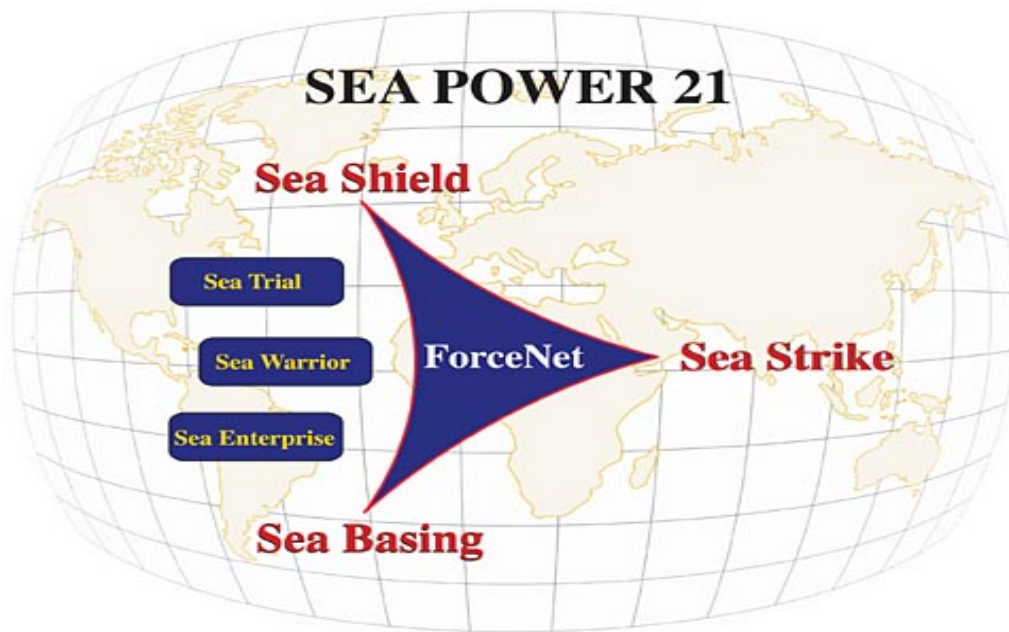 SEA POWER 21
Sea Shield
Sea Trial
Sea Warrior
ForceNet
Sea Strike
Sea Enterprise
Sea Basing